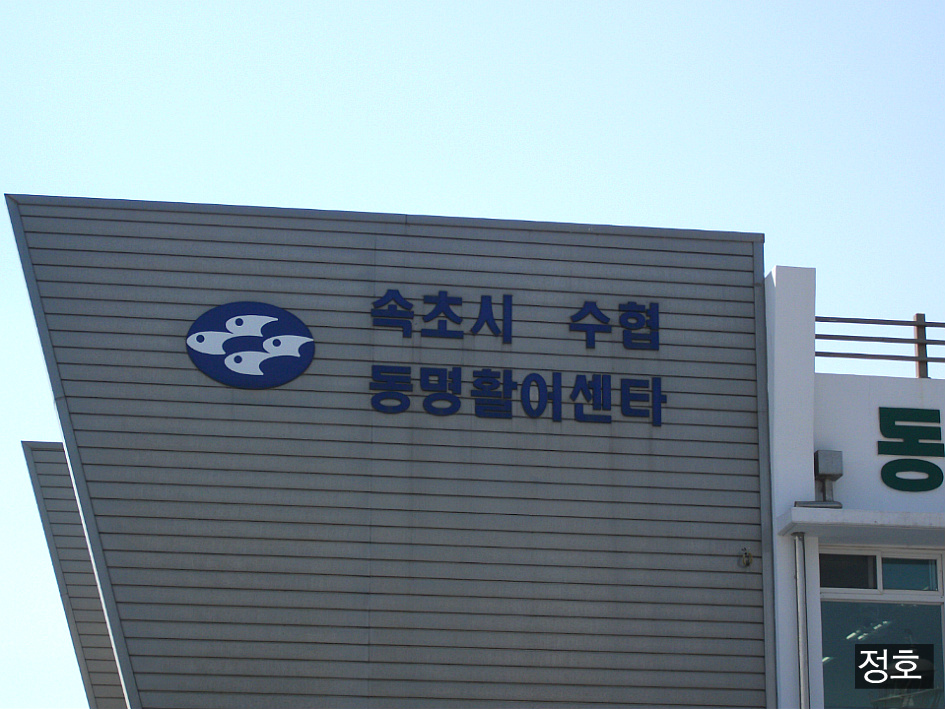 속초시 수협
동명활어센타
동
정호